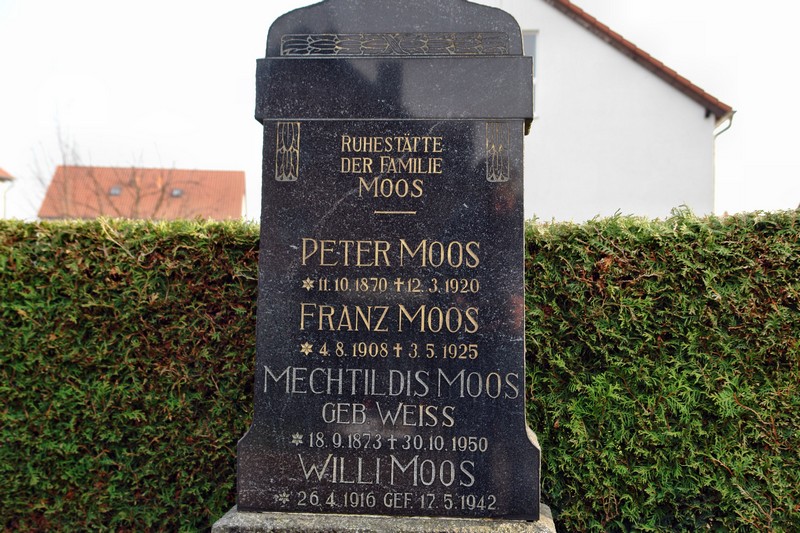 RUHESTÄTTE
DER FAMILIE
MOOS
PETER MOOS
* 11.10.1870 † 12.3.1920
FRANZ MOOS
* 4.8.1908 † 3.5.1925
MECHTILDIS MOOS
GEB WEISS
* 18.9.1873 † 30.10.1950
WILLI MOOS
* 26.4.1916 GEF. 17.5.1942